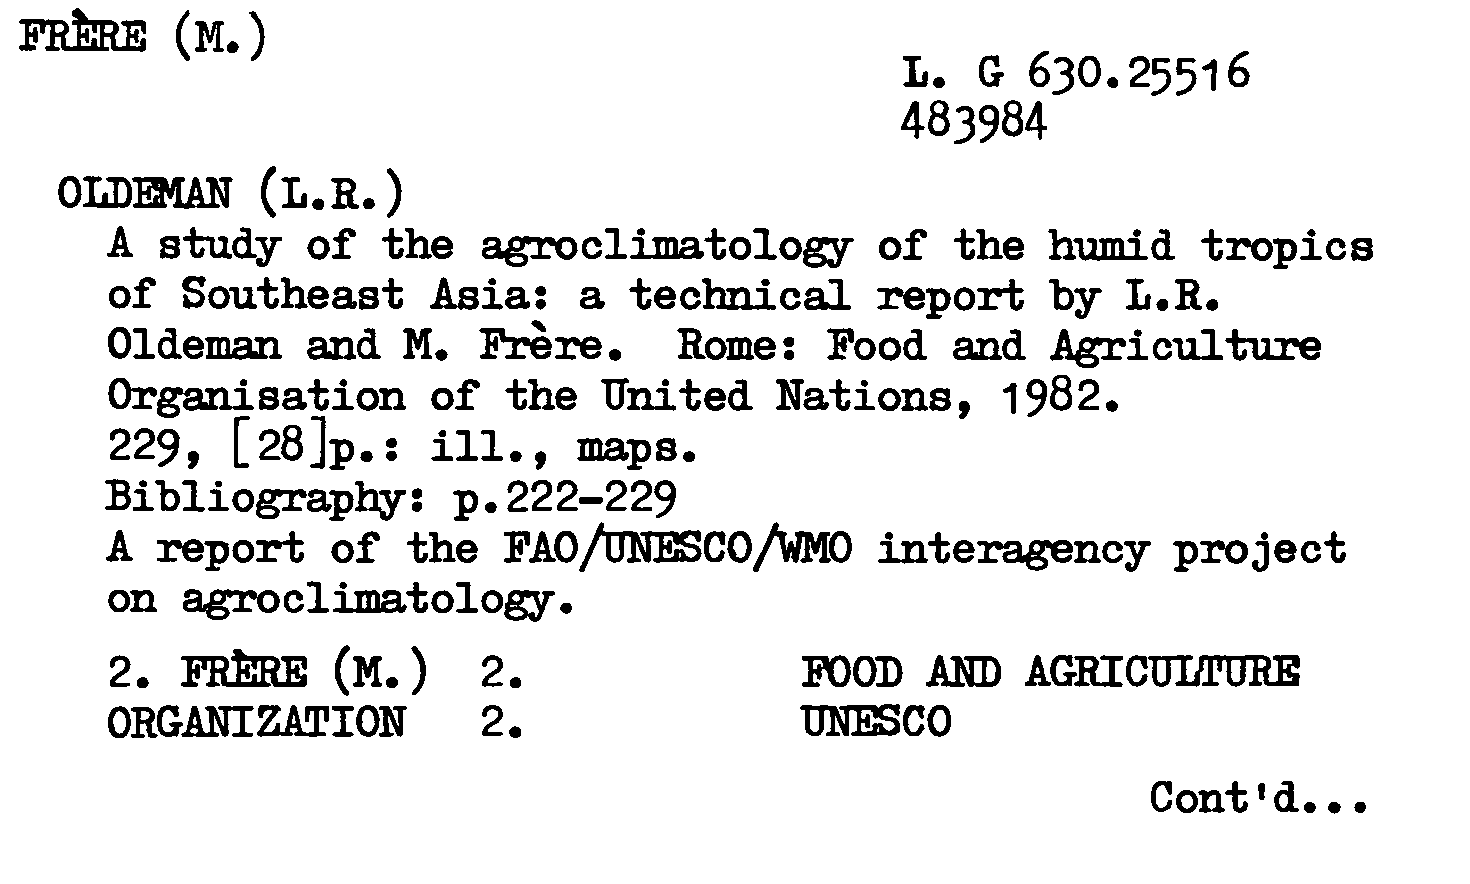 FRÈRE (M.)
L. G 630.25516
483984
OLDEMAN (L.R.)
A study of the agroclimatology of the humid tropics
of Southeast Asia: a technical report by L.R.
Oldeman and M. Frère. Rome: Food and Agriculture
Organisation of the United Nations, 1982.
229, [28]p.: ill., maps.
Bibliography: p.222-229
A report of the FAO/UNESCO/WMO interagency project
on agroclimatology.
2. FRÈRE (M.) 2. FOOD AND AGRICULTURE
ORGANIZATION 2. UNESCO
Cont'd...